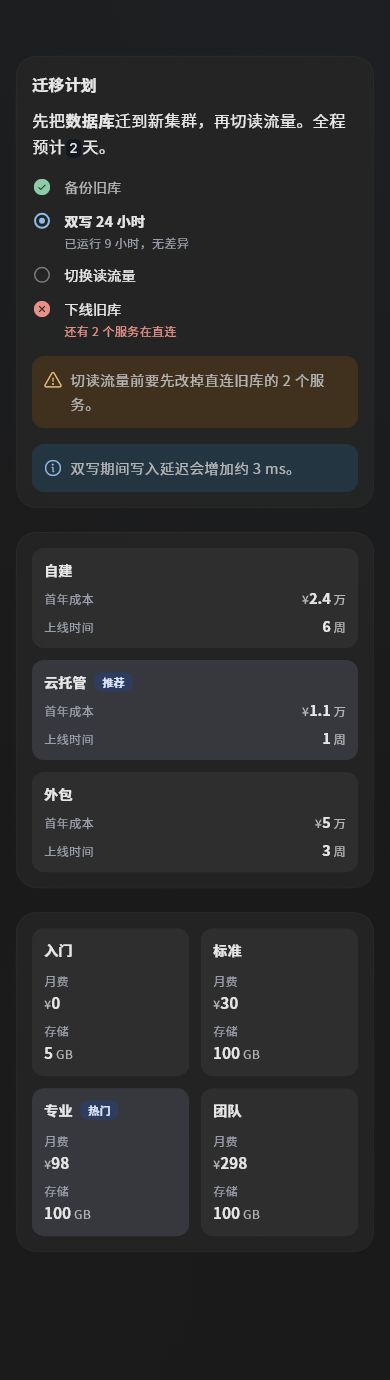 迁移计划
先把数据库迁到新集群，再切读流量。全程
预计 2 天。
备份旧库
双写 24 小时
已运行 9 小时，无差异
切换读流量
下线旧库
还有 2 个服务在直连
切读流量前要先改掉直连旧库的 2 个服
务。
双写期间写入延迟会增加约 3 ms。
自建
首年成本 ¥2.4 万
上线时间 6 周
云托管 推荐
首年成本 ¥1.1 万
上线时间 1 周
外包
首年成本 ¥5 万
上线时间 3 周
入门
月费
¥0
存储
5 GB
标准
月费
¥30
存储
100 GB
专业 热门
月费
¥98
存储
100 GB
团队
月费
¥298
存储
100 GB